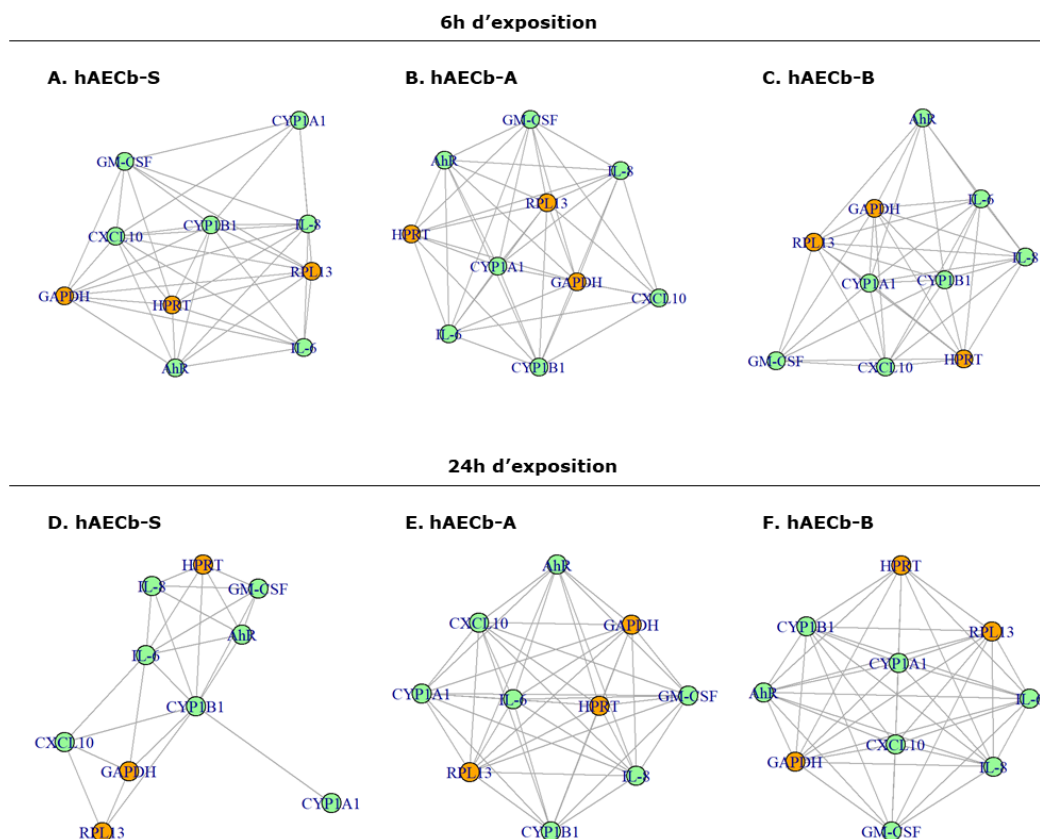 6h d’exposition
A. hAECb-S
B. hAECb-A
C. hAECb-B
CYP1A1
GM-CSF
CYP1B1
IL-8
CXCL10
RPL13
GAPDH
HPRT
IL-6
AhR
GM-CSF
AhR
IL-8
RPL13
HPRT
CYP1A1
GAPDH
CXCL10
IL-6
CYP1B1
AhR
IL-6
GAPDH
RPL13
IL-8
CYP1A1
CYP1B1
GM-CSF
CXCL10
HPRT
24h d’exposition
D. hAECb-S
E. hAECb-A
F. hAECb-B
HPRT
IL-8
GM-CSF
AhR
IL-6
CYP1B1
CXCL10
GAPDH
CYP1A1
RPL13
AhR
CXCL10
GAPDH
CYP1A1
IL-6
HPRT
GM-CSF
RPL13
IL-8
CYP1B1
HPRT
CYP1B1
RPL13
CYP1A1
AhR
IL-6
CXCL10
GAPDH
IL-8
GM-CSF